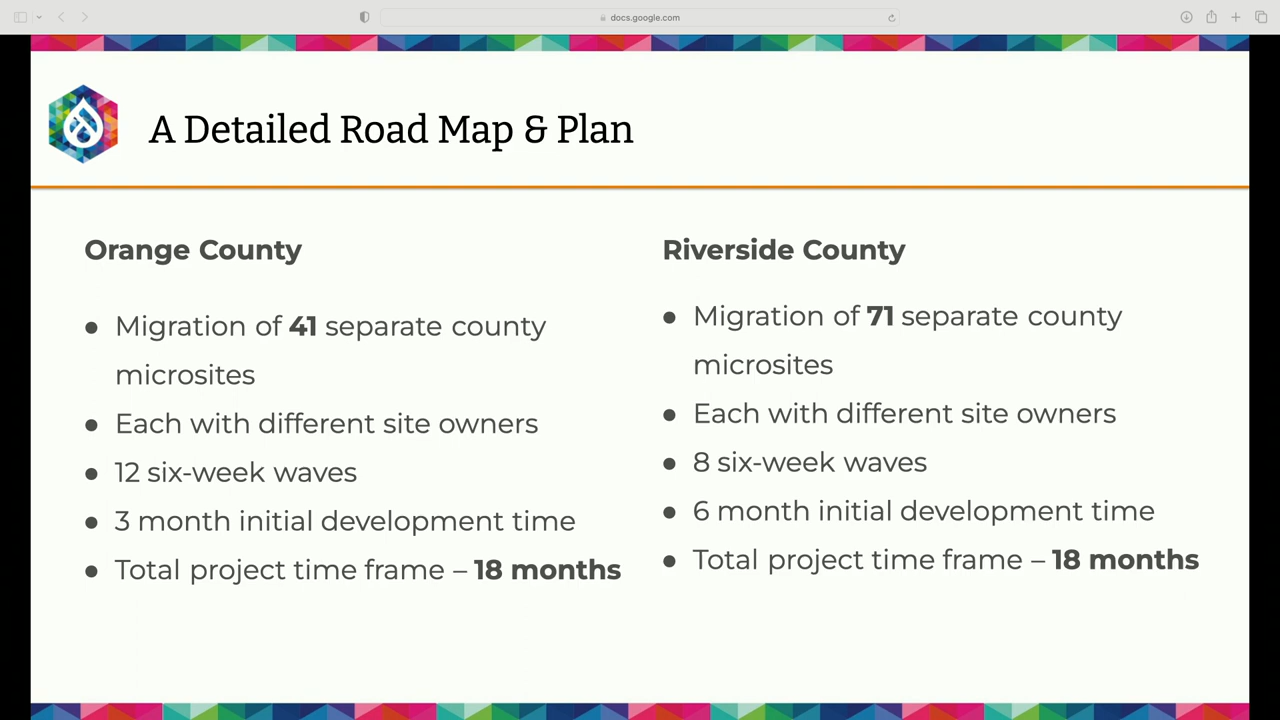 docs.google.com
A Detailed Road Map & Plan
Orange County
● Migration of 41 separate county
microsites
● Each with different site owners
● 12 six-week waves
● 3 month initial development time
● Total project time frame – 18 months
Riverside County
● Migration of 71 separate county
microsites
● Each with different site owners
● 8 six-week waves
● 6 month initial development time
● Total project time frame – 18 months